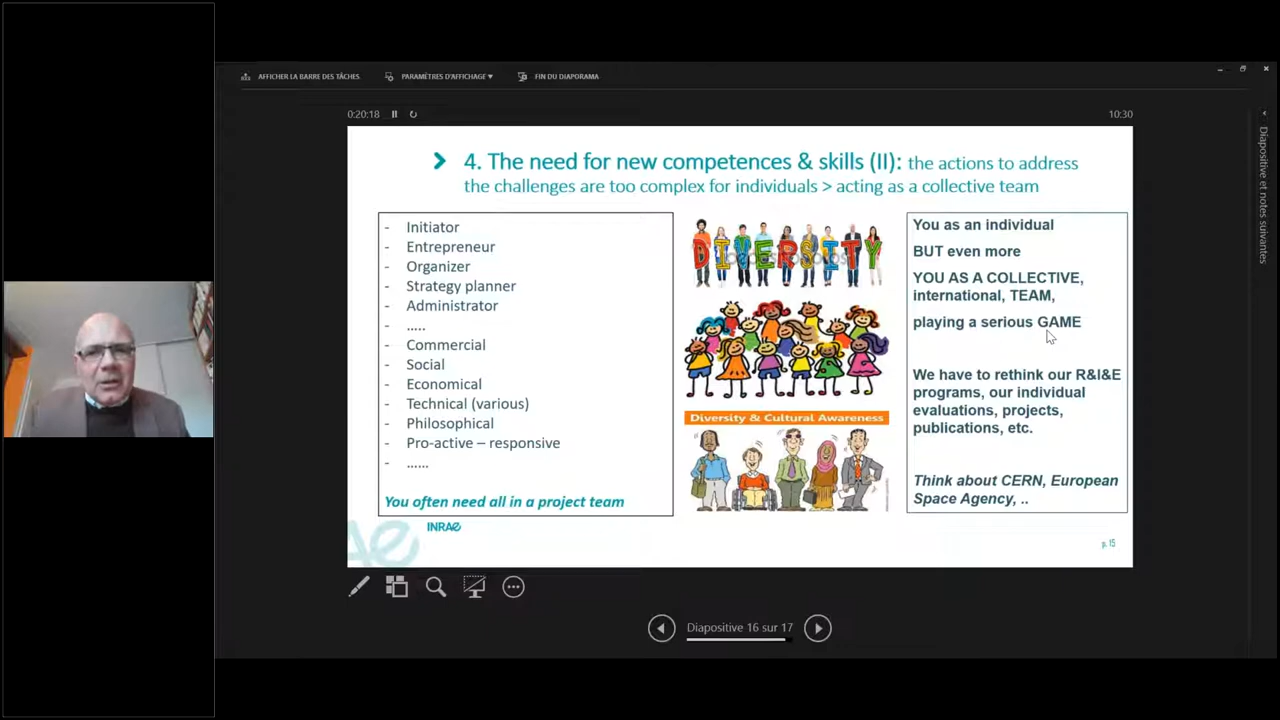 AFFICHER LA BARRE DES TÂCHES
PARAMÈTRES D'AFFICHAGE ▼
FIN DU DIAPORAMA
0:20:18
10:30
4. The need for new competences & skills (II): the actions to address
the challenges are too complex for individuals > acting as a collective team
- Initiator
- Entrepreneur
- Organizer
- Strategy planner
- Administrator
- .....
- Commercial
- Social
- Economical
- Technical (various)
- Philosophical
- Pro-active – responsive
- ......
You often need all in a project team
INRAE
DIVERSITY
Diversity & Cultural Awareness
You as an individual
BUT even more
YOU AS A COLLECTIVE,
international, TEAM,
playing a serious GAME
We have to rethink our R&I&E
programs, our individual
evaluations, projects,
publications, etc.
Think about CERN, European
Space Agency, ..
p. 15
Diapositive 16 sur 17
Diapositive et notes suivantes